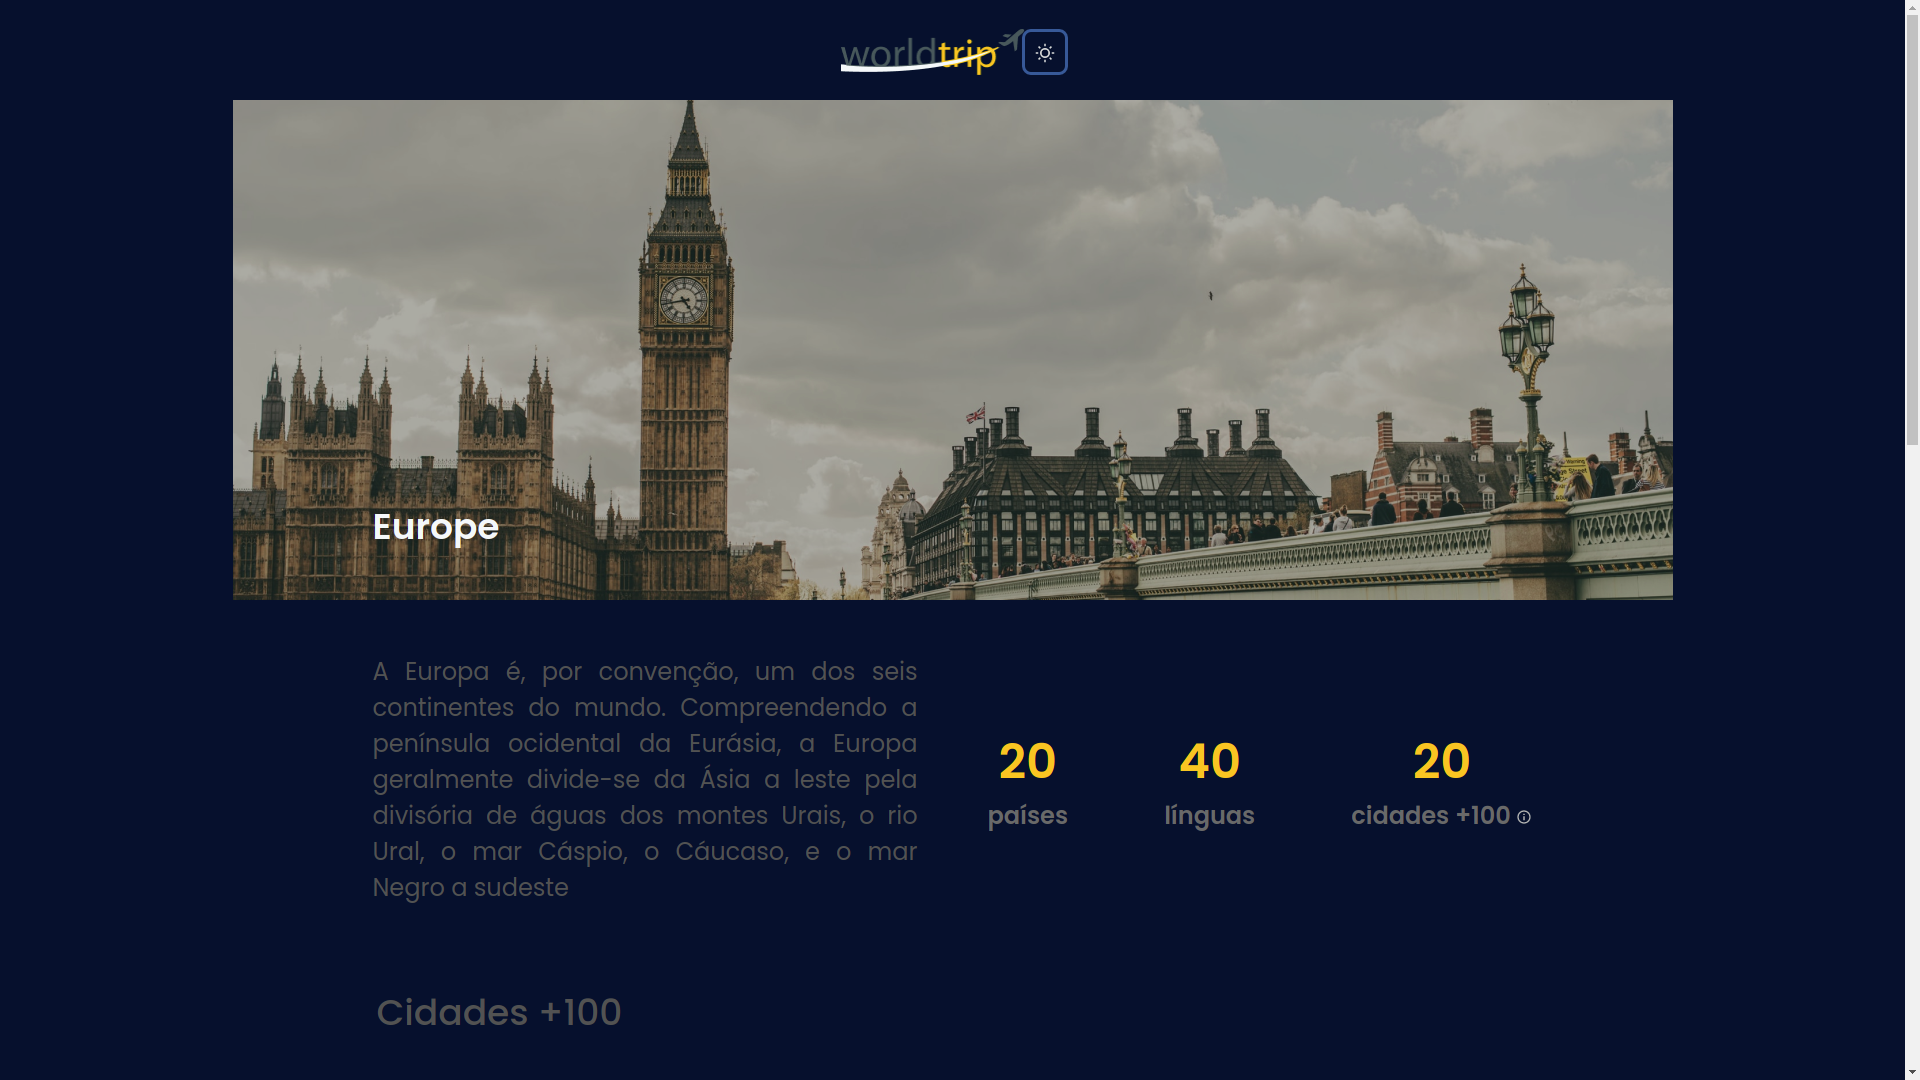 worldtrip
Europe
A Europa é, por convenção, um dos seis
continentes do mundo. Compreendendo a
península ocidental da Eurásia, a Europa
geralmente divide-se da Ásia a leste pela
divisória de águas dos montes Urais, o rio
Ural, o mar Cáspio, o Cáucaso, e o mar
Negro a sudeste
20
países
40
línguas
20
cidades +100
Cidades +100